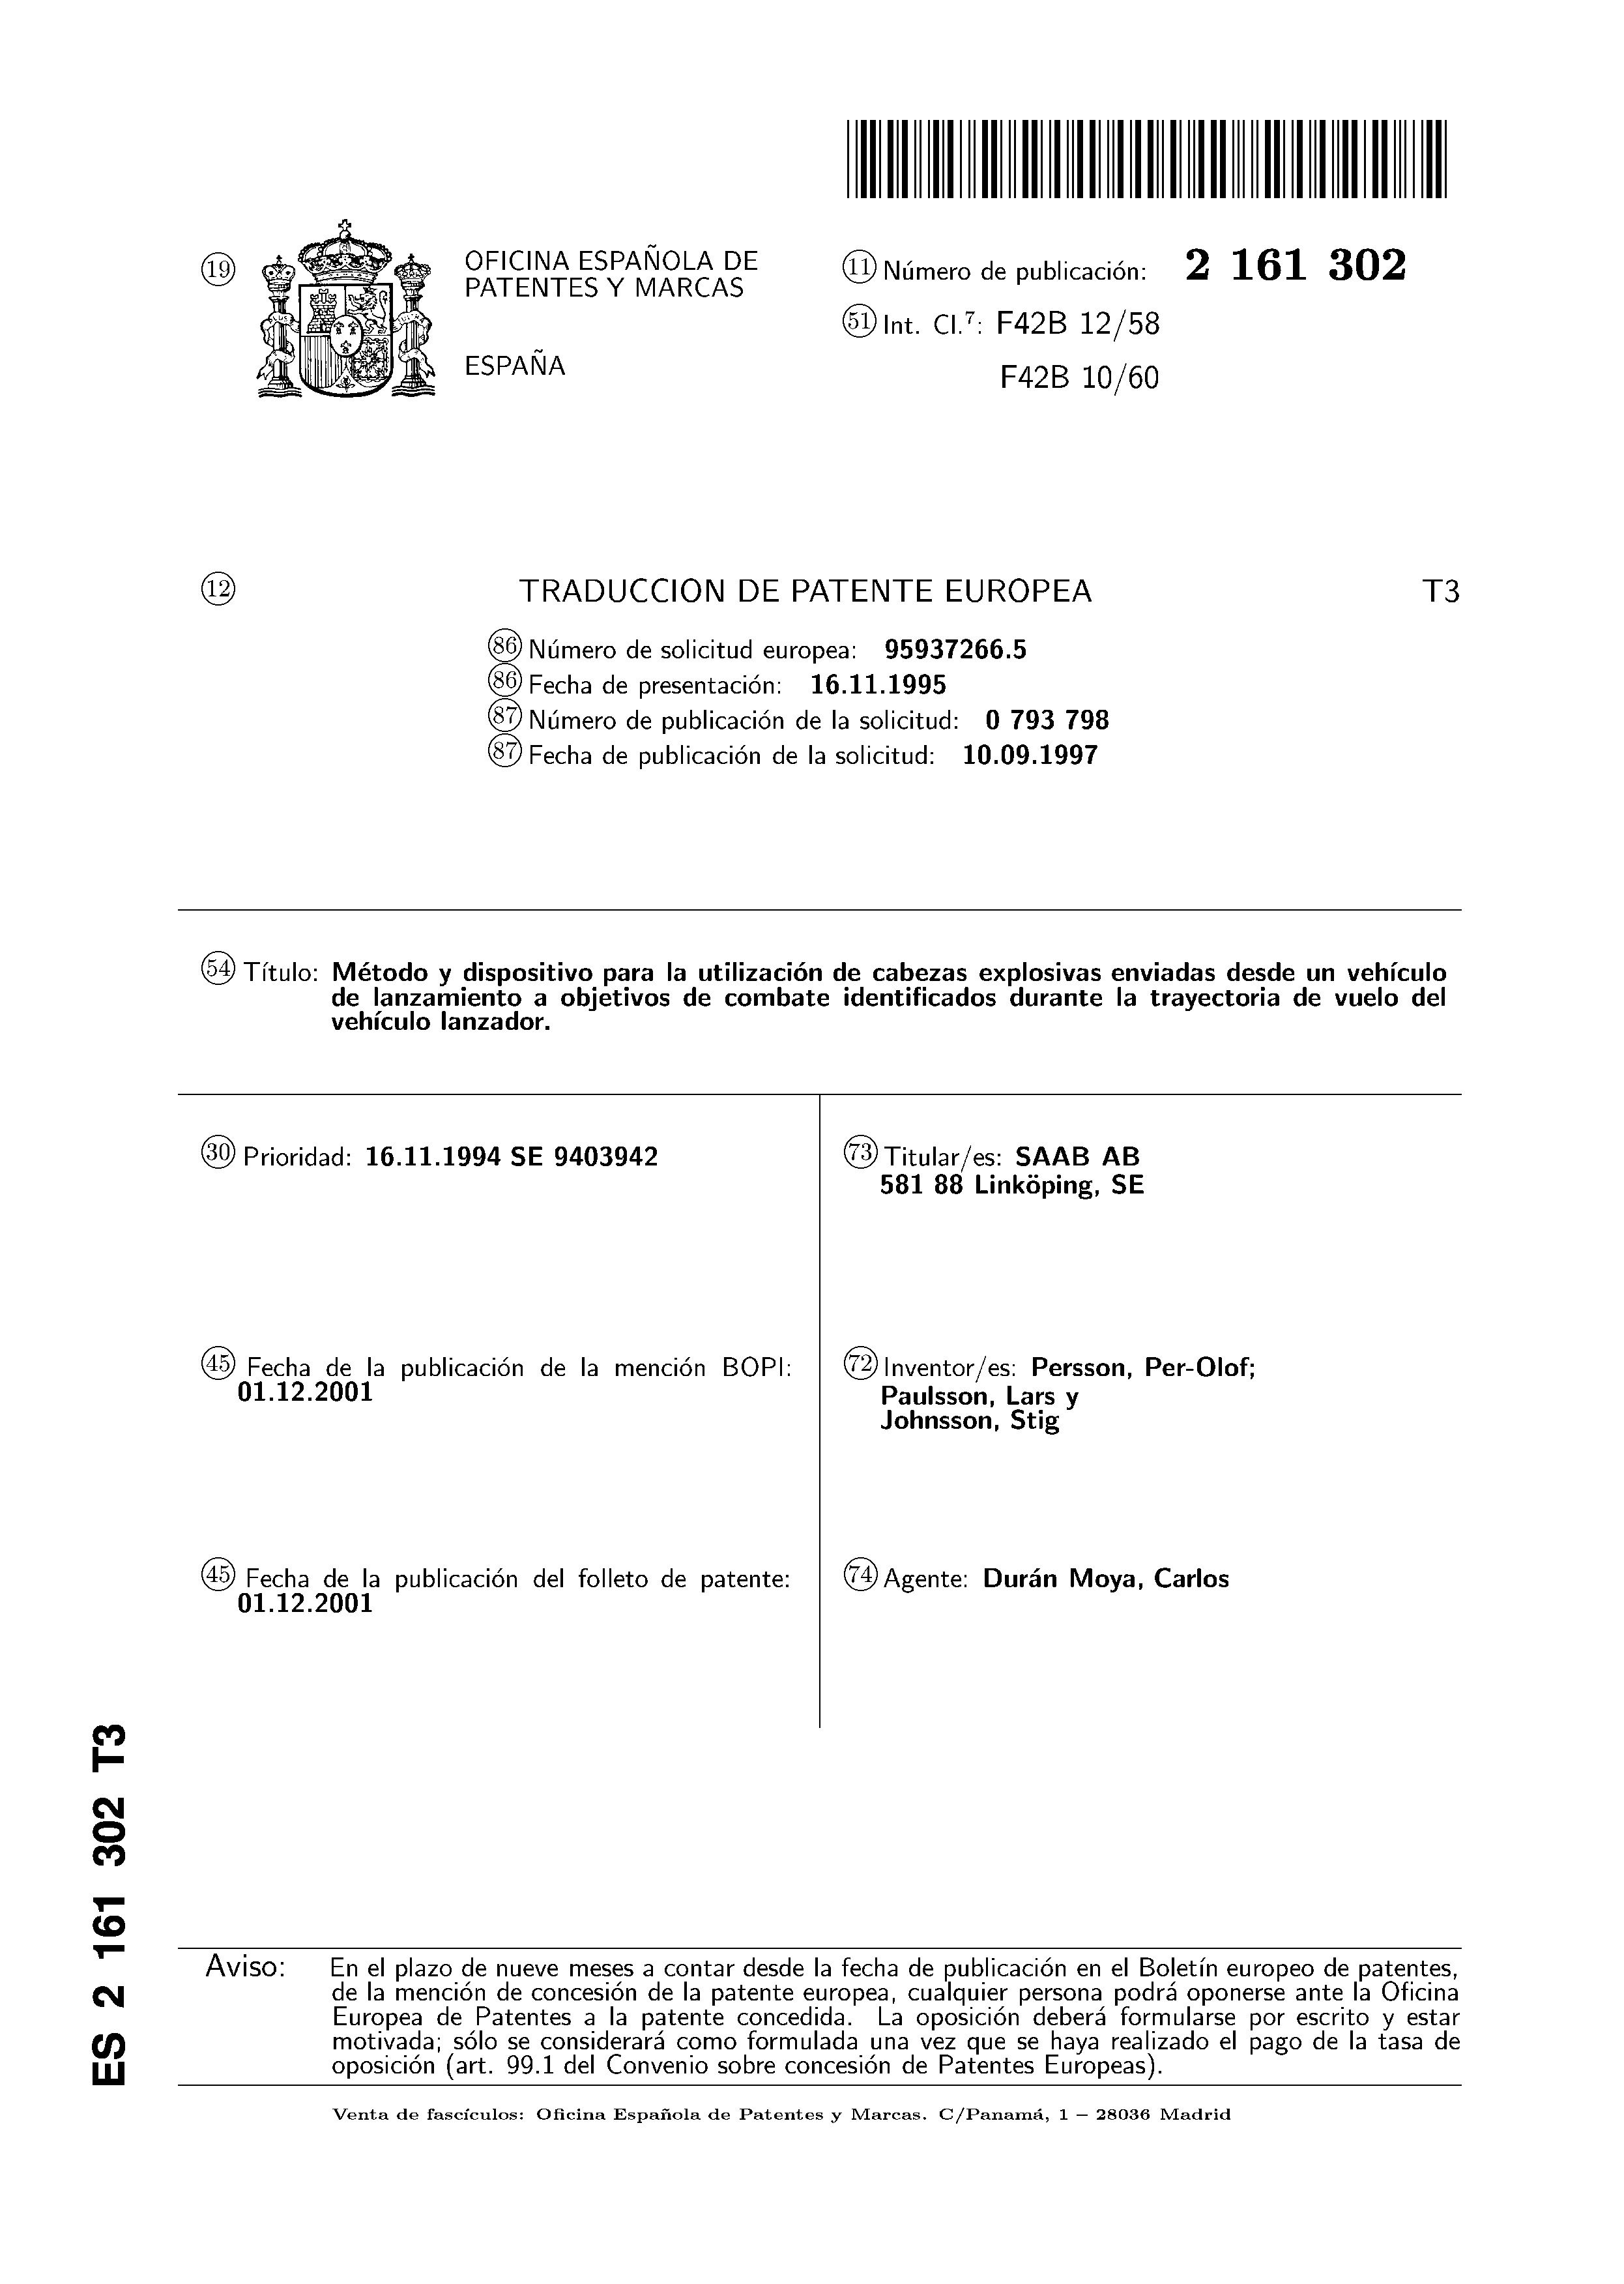 19
OFICINA ESPAÑOLA DE
PATENTES Y MARCAS
ESPAÑA
11 Número de publicación: 2 161 302
51 Int. Cl.7: F42B 12/58
F42B 10/60
12
TRADUCCION DE PATENTE EUROPEA
T3
86 Número de solicitud europea: 95937266.5
86 Fecha de presentación: 16.11.1995
87 Número de publicación de la solicitud: 0 793 798
87 Fecha de publicación de la solicitud: 10.09.1997
54 Título: Método y dispositivo para la utilización de cabezas explosivas enviadas desde un vehículo
de lanzamiento a objetivos de combate identificados durante la trayectoria de vuelo del
vehículo lanzador.
30 Prioridad: 16.11.1994 SE 9403942
73 Titular/es: SAAB AB
581 88 Linköping, SE
45 Fecha de la publicación de la mención BOPI:
01.12.2001
72 Inventor/es: Persson, Per-Olof;
Paulsson, Lars y
Johnsson, Stig
45 Fecha de la publicación del folleto de patente:
01.12.2001
74 Agente: Durán Moya, Carlos
ES 2 161 302 T3
Aviso: En el plazo de nueve meses a contar desde la fecha de publicación en el Boletín europeo de patentes,
de la mención de concesión de la patente europea, cualquier persona podrá oponerse ante la Oficina
Europea de Patentes a la patente concedida. La oposición deberá formularse por escrito y estar
motivada; sólo se considerará como formulada una vez que se haya realizado el pago de la tasa de
oposición (art. 99.1 del Convenio sobre concesión de Patentes Europeas).
Venta de fascículos: Oficina Española de Patentes y Marcas. C/Panamá, 1 – 28036 Madrid